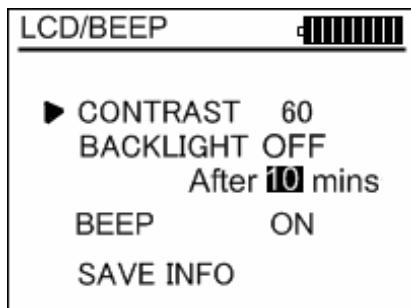 LCD/BEEP
CONTRAST 60
BACKLIGHT OFF
After 10 mins
BEEP ON
SAVE INFO